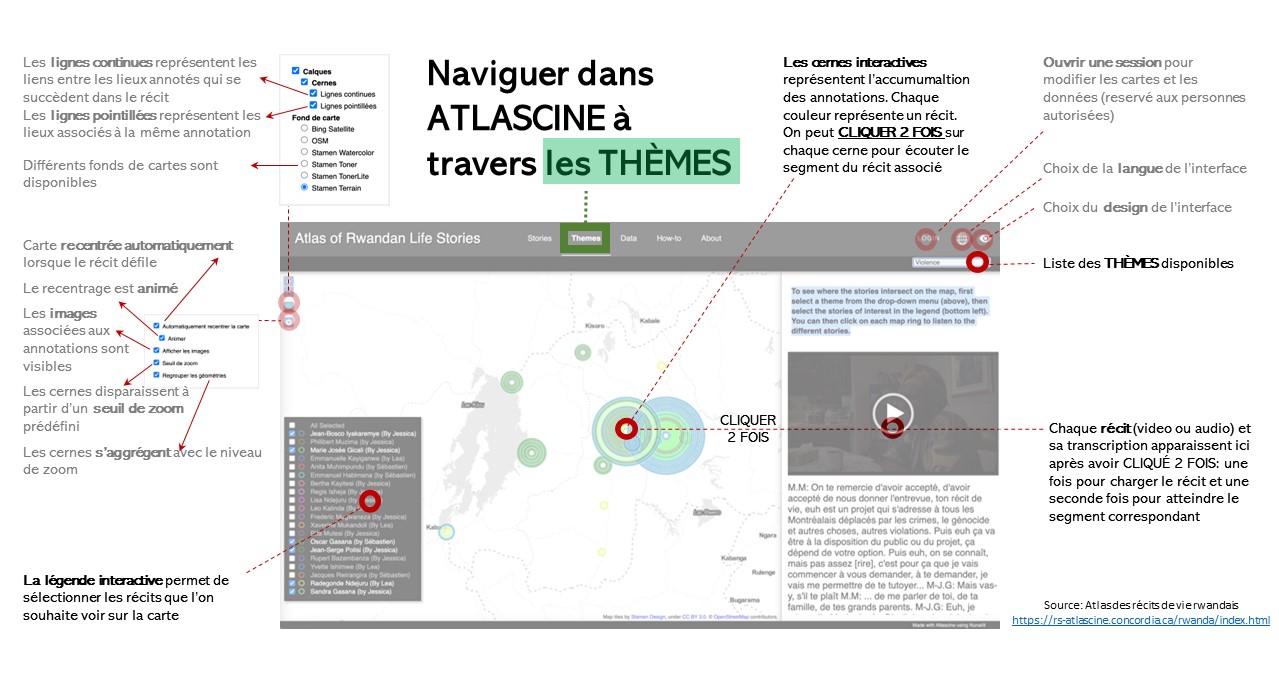 Les lignes continues représentent les
liens entre les lieux annotés qui se
succèdent dans le récit
Les lignes pointillées représentent les
lieux associés à la même annotation
Différents fonds de cartes sont
disponibles
Calques
Cernes
Lignes continues
Lignes pointillées
Fond de carte
Bing Satellite
OSM
Stamen Watercolor
Stamen Toner
Stamen TonerLite
Stamen Terrain
Naviguer dans
ATLASCINE à
travers les THÈMES
Les cernes interactives
représentent l'accumumaltion
des annotations. Chaque
couleur représente un récit.
On peut CLIQUER 2 FOIS sur
chaque cerne pour écouter le
segment du récit associé
Ouvrir une session pour
modifier les cartes et les
données (reservé aux personnes
autorisées)
Choix de la langue de l'interface
Choix du design de l'interface
Liste des THÈMES disponibles
Carte recentrée automatiquement
lorsque le récit défile
Le recentrage est animé
Les images
associées aux
annotations sont
visibles
Les cernes disparaissent à
partir d'un seuil de zoom
prédéfini
Les cernes s'aggrégent avec le niveau
de zoom
Automatiquement recentrer la carte
Animer
Afficher les images
Seuil de zoom
Regrouper les géométries
Atlas of Rwandan Life Stories
Stories Themes Data How-to About
LOGIN
Violence
To see where the stories intersect on the map, first
select a theme from the drop-down menu (above), then
select the stories of interest in the legend (bottom left).
You can then click on each map ring to listen to the
different stories.
Kisoro
Kabale
Lac Kivu
CLIQUER
2 FOIS
All Selected
Jean-Bosco Iyakaremye (By Jessica)
Philibert Muzima (By Jessica)
Marie Josée Gicali (By Jessica)
Emmanuelle Kayiganwa (By Jessica)
Anita Muhimpundu (by Sébastien)
Emmanuel Habimana (by Sébastien)
Bertha Kayitesi (By Jessica)
Regis Isheja (By Jessica)
Lisa Ndejuru (By Jessica)
Leo Kalinda (By Jessica)
Frederic Mugwaneza (By Jessica)
Xaverine Mukandoli (By Lea)
Mutesi (By Jessica)
Oscar Gasana (by Sébastien)
Jean-Serge Polisi (By Jessica)
Rupert Bazambanza (By Jessica)
Yvette Ishimwe (By Lea)
Jacques Rwirangira (by Sébastien)
Radegonde Ndejuru (By Lea)
Sandra Gasana (by Jessica)
Ngara
Kabanga
Rulenge
Bugarama
Map tiles by Stamen Design, under CC BY 3.0. © OpenStreetMap contributors.
M.M: On te remercie d'avoir accepté, d'avoir
accepté de nous donner l'entrevue, ton récit de
vie, euh est un projet qui s'adresse à tous les
Montréalais déplacés par les crimes, le génocide
et autres choses, autres violations. Puis euh ça va
être à la disposition du public ou du projet, ça
dépend de votre option. Puis euh, on se connaît,
mais pas assez [rire], c'est pour ça que je vais
commencer à vous demander, à te demander, je
vais me permettre de te tutoyer... M-J.G: Mais vas-
y, s'il te plaît M.M: ... de me parler de toi, de ta
famille, de tes grands parents. M-J.G: Euh, je
Made with Atlascine using Nunaliit
Chaque récit (video ou audio) et
sa transcription apparaissent ici
après avoir CLIQUÉ 2 FOIS: une
fois pour charger le récit et une
seconde fois pour atteindre le
segment correspondant
La légende interactive permet de
sélectionner les récits que l'on
souhaite voir sur la carte
Source: Atlas des récits de vie rwandais
https://rs-atlascine.concordia.ca/rwanda/index.html